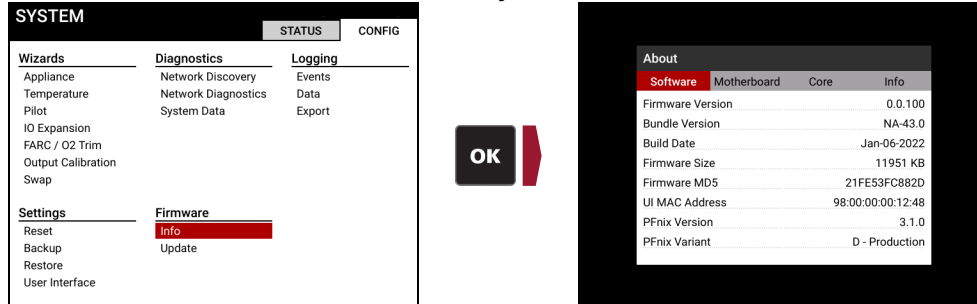 SYSTEM
STATUS CONFIG
Wizards Diagnostics Logging
Appliance Network Discovery Events
Temperature Network Diagnostics Data
Pilot System Data Export
IO Expansion
FARC / O2 Trim
Output Calibration
Swap
Settings Firmware
Reset Info
Backup Update
Restore
User Interface
OK
About
Software Motherboard Core Info
Firmware Version 0.0.100
Bundle Version NA-43.0
Build Date Jan-06-2022
Firmware Size 11951 KB
Firmware MD5 21FE53FC882D
UI MAC Address 98:00:00:00:12:48
PFnix Version 3.1.0
PFnix Variant D - Production